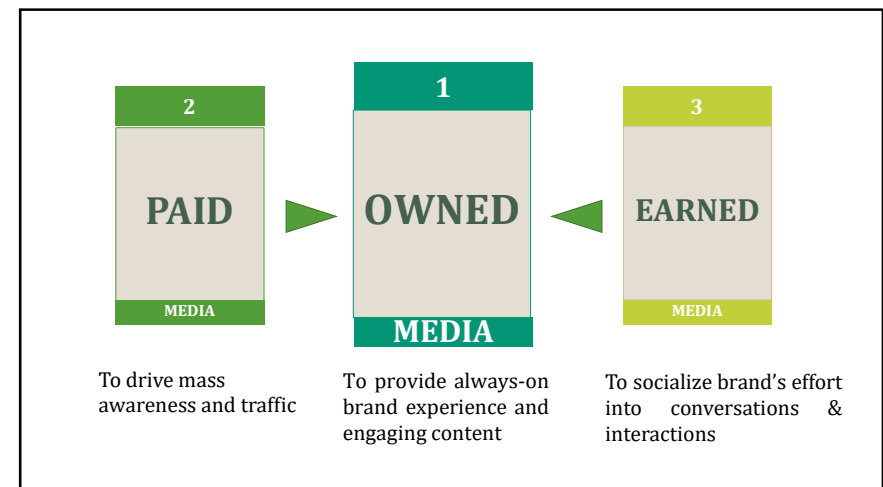 2
PAID
MEDIA
To drive mass
awareness and traffic
1
OWNED
MEDIA
To provide always-on
brand experience and
engaging content
3
EARNED
MEDIA
To socialize brand’s effort
into conversations &
interactions